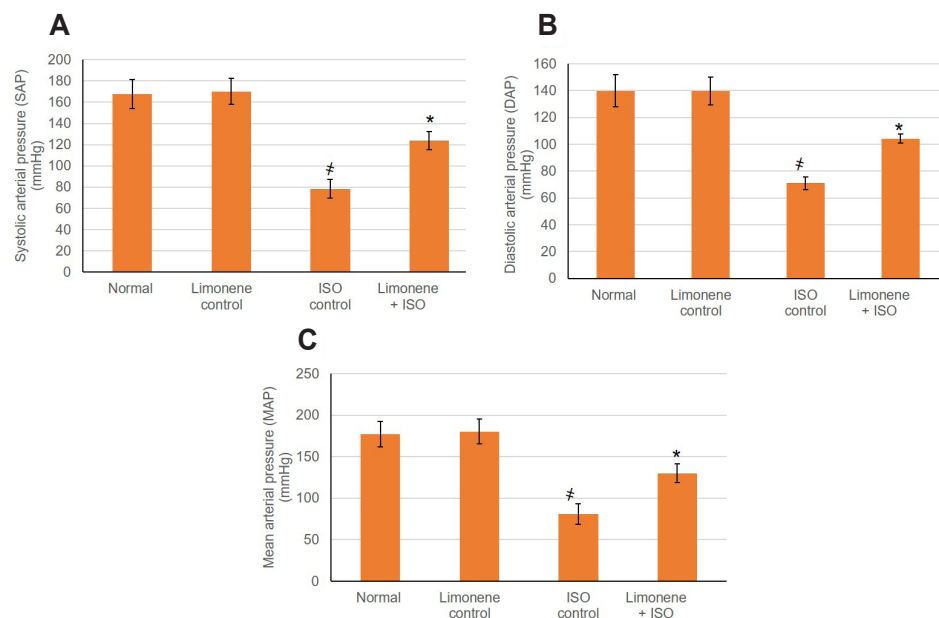 A
Systolic arterial pressure (SAP)
(mmHg)
200
180
160
140
120
100
80
60
40
20
0
‡
*
Normal
Limonene
control
ISO
control
Limonene
+ ISO
B
Diastolic arterial pressure (DAP)
(mmHg)
160
140
120
100
80
60
40
20
0
‡
*
Normal
Limonene
control
ISO
control
Limonene
+ ISO
C
Mean arterial pressure (MAP)
(mmHg)
250
200
150
100
50
0
‡
*
Normal
Limonene
control
ISO
control
Limonene
+ ISO